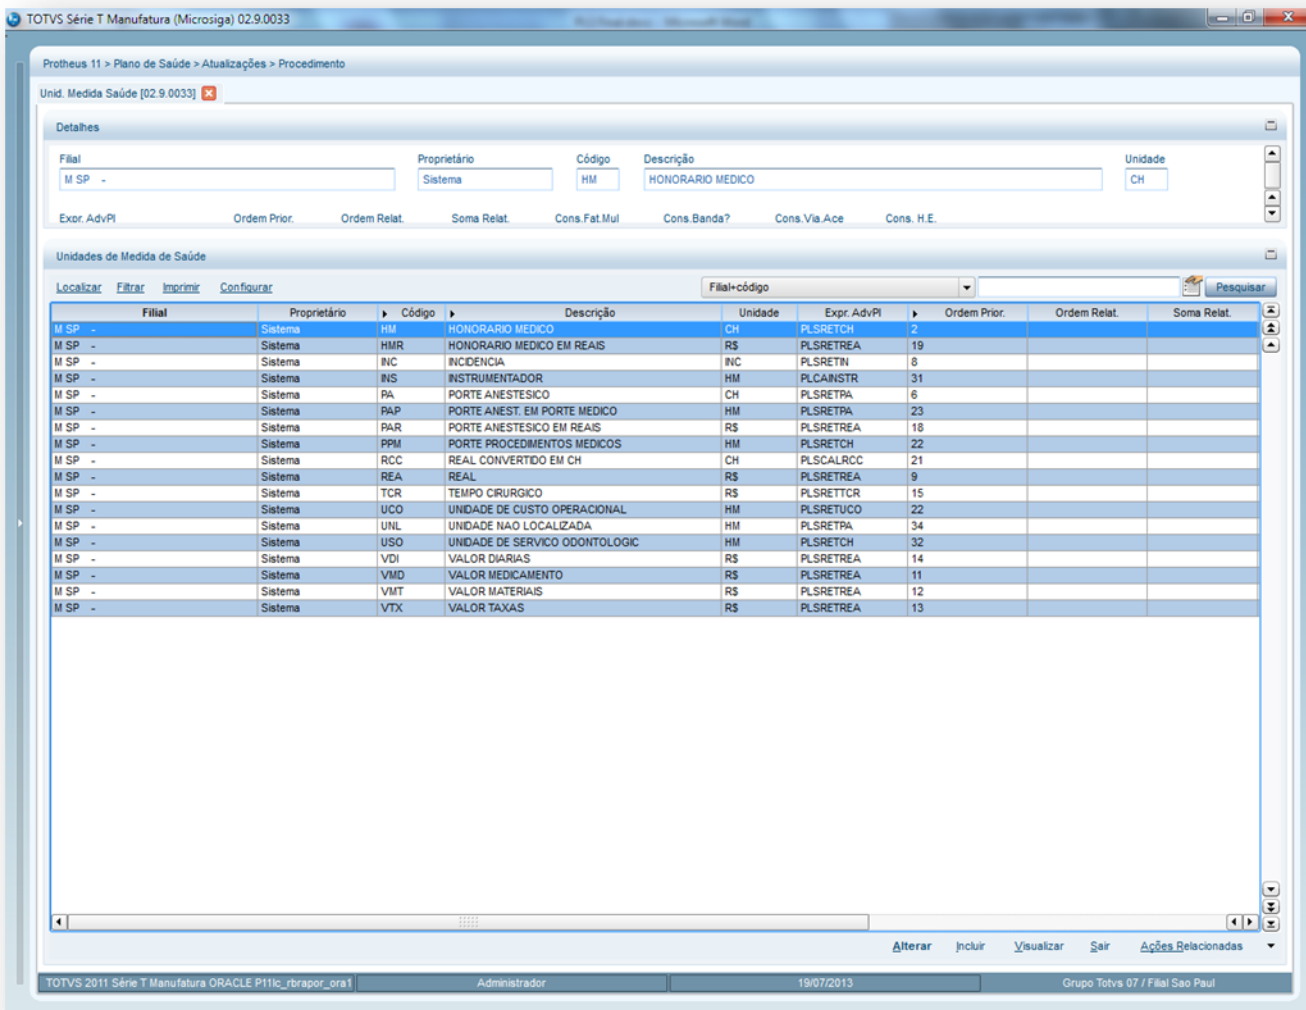 TOTVS Série T Manufatura (Microsiga) 02.9.0033
Protheus 11 > Plano de Saúde > Atualizações > Procedimento
Unid. Medida Saúde [02.9.0033]
Detalhes
Filial Proprietário Código Descrição Unidade
M SP - Sistema HM HONORARIO MEDICO CH
Expr. AdvPl Ordem Prior. Ordem Relat. Soma Relat. Cons.Fat.Mul Cons.Banda? Cons.Via.Ace Cons. H.E.
Unidades de Medida de Saúde
Localizar Filtrar Imprimir Configurar Filial+código Pesquisar
Filial Proprietário Código Descrição Unidade Expr. AdvPl Ordem Prior. Ordem Relat. Soma Relat.
M SP - Sistema HM HONORARIO MEDICO CH PLSRETCH 2
M SP - Sistema HMR HONORARIO MEDICO EM REAIS R$ PLSRETREA 19
M SP - Sistema INC INCIDENCIA INC PLSRETIN 8
M SP - Sistema INS INSTRUMENTADOR HM PLCAINSTR 31
M SP - Sistema PA PORTE ANESTESICO CH PLSRETPA 6
M SP - Sistema PAP PORTE ANEST. EM PORTE MEDICO HM PLSRETPA 23
M SP - Sistema PAR PORTE ANESTESICO EM REAIS R$ PLSRETREA 18
M SP - Sistema PPM PORTE PROCEDIMENTOS MEDICOS HM PLSRETCH 22
M SP - Sistema RCC REAL CONVERTIDO EM CH CH PLSCALRCC 21
M SP - Sistema REA REAL R$ PLSRETREA 9
M SP - Sistema TCR TEMPO CIRURGICO R$ PLSRETTCR 15
M SP - Sistema UCO UNIDADE DE CUSTO OPERACIONAL HM PLSRETUCO 22
M SP - Sistema UNL UNIDADE NAO LOCALIZADA HM PLSRETPA 34
M SP - Sistema USO UNIDADE DE SERVICO ODONTOLOGIC HM PLSRETCH 32
M SP - Sistema VDI VALOR DIARIAS R$ PLSRETREA 14
M SP - Sistema VMD VALOR MEDICAMENTO R$ PLSRETREA 11
M SP - Sistema VMT VALOR MATERIAIS R$ PLSRETREA 12
M SP - Sistema VTX VALOR TAXAS R$ PLSRETREA 13
Alterar Incluir Visualizar Sair Ações Relacionadas
TOTVS 2011 Série T Manufatura ORACLE P11lc_rbrapor_ora1 Administrador 19/07/2013 Grupo Totvs 07 / Filial Sao Paul